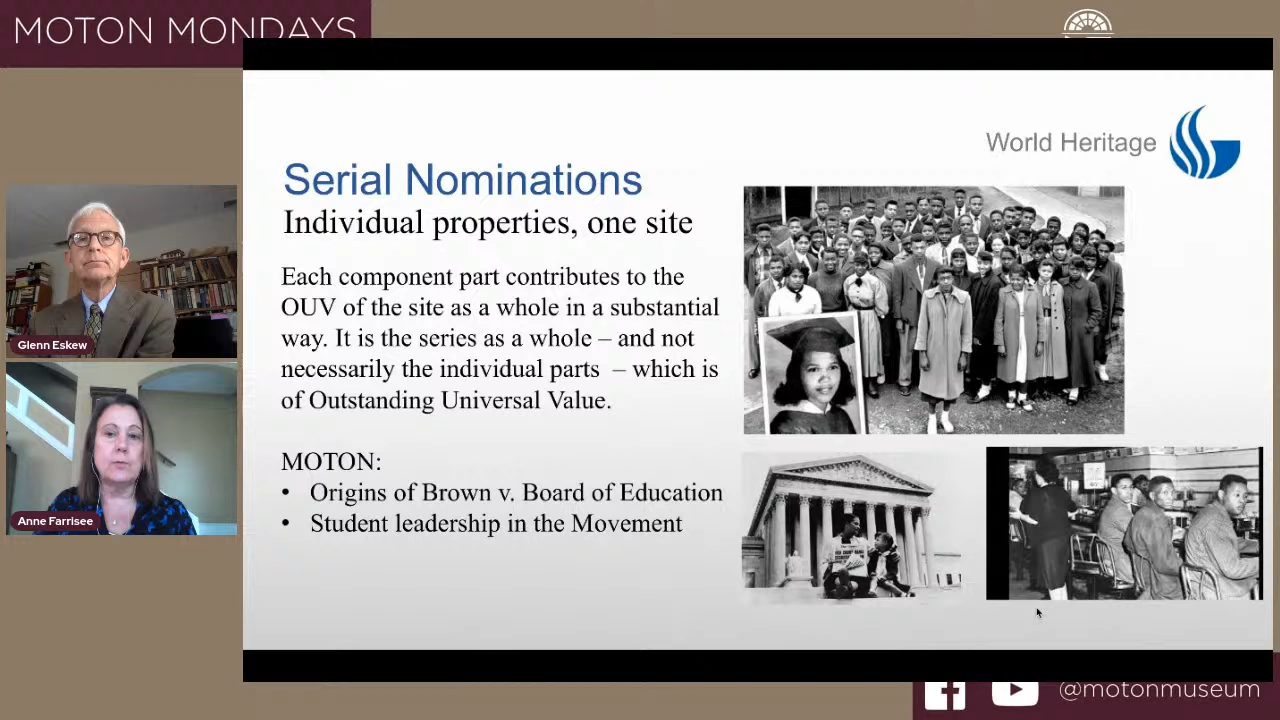 MOTON MONDAYS
World Heritage
Serial Nominations
Individual properties, one site
Each component part contributes to the
OUV of the site as a whole in a substantial
way. It is the series as a whole – and not
necessarily the individual parts – which is
of Outstanding Universal Value.
MOTON:
• Origins of Brown v. Board of Education
• Student leadership in the Movement
Glenn Eskew
Anne Farrisee
@motonmuseum